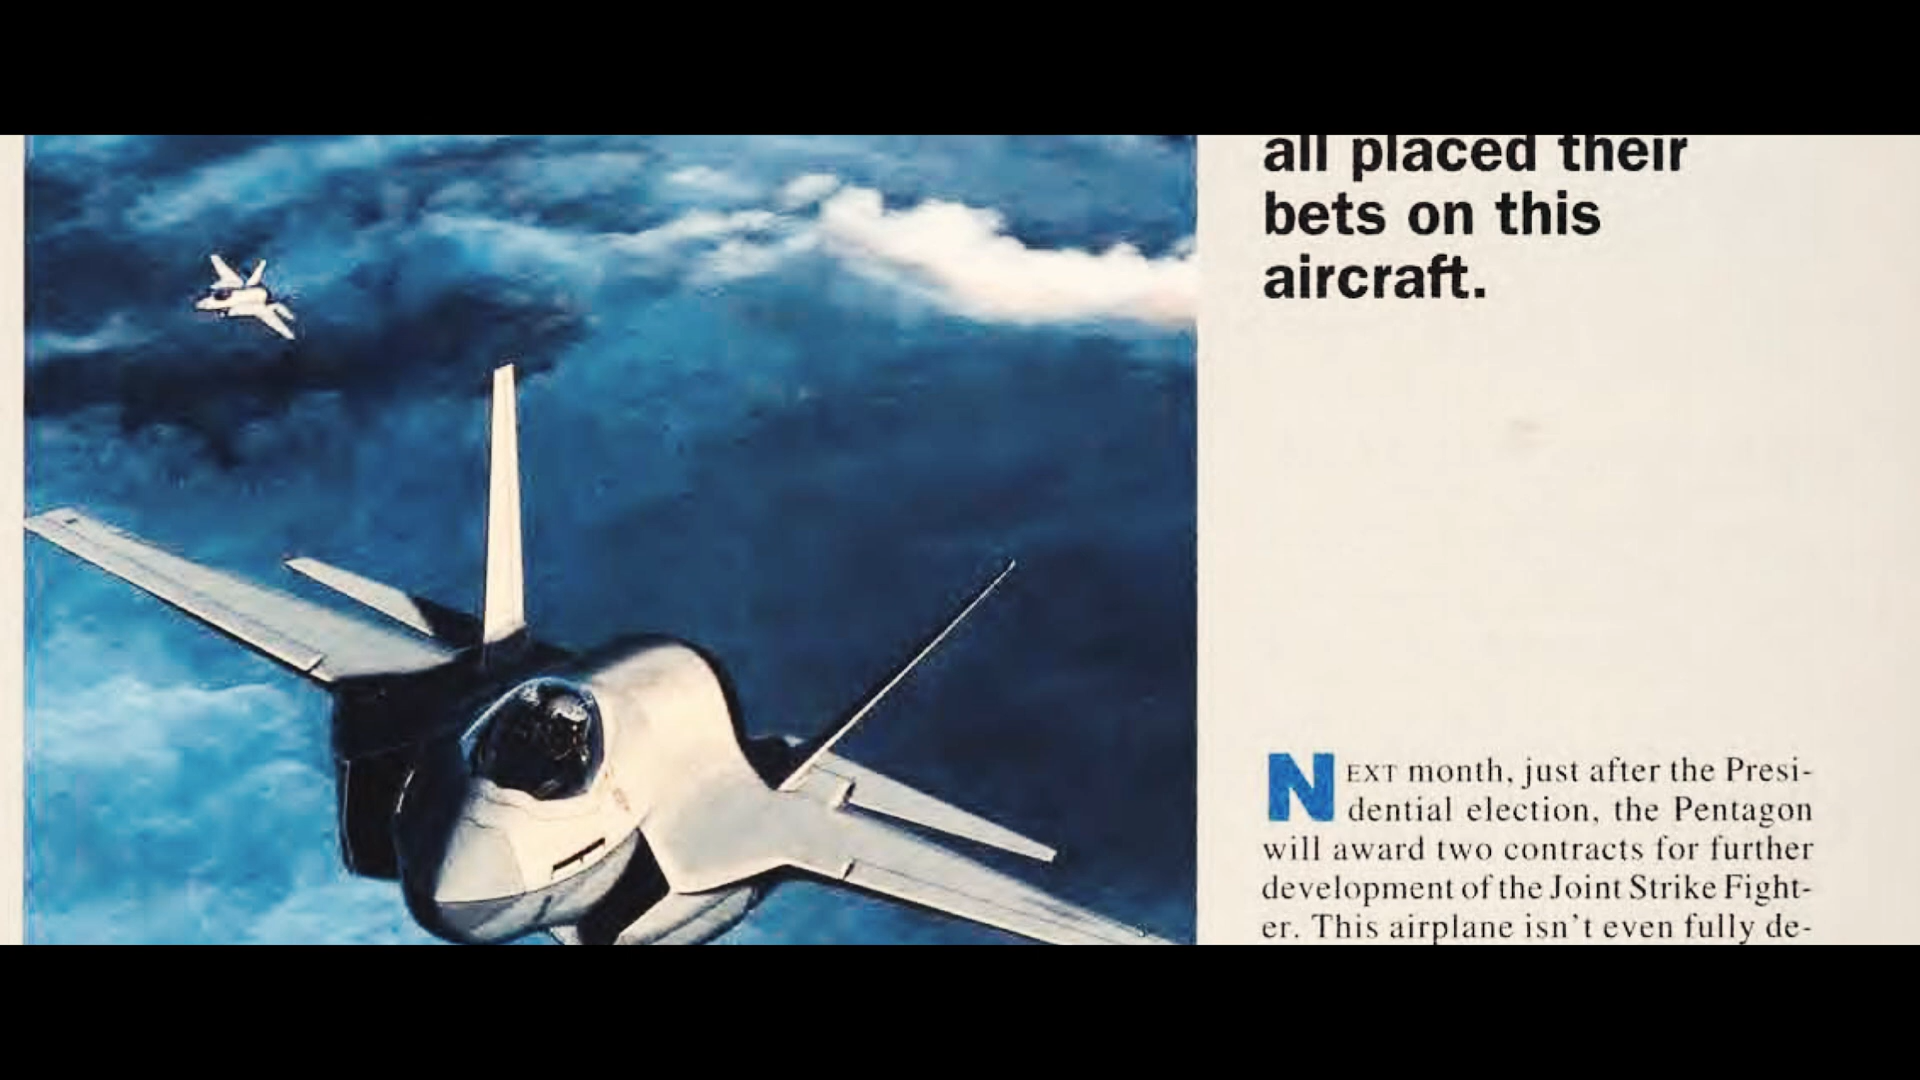 all placed their
bets on this
aircraft.
NEXT month, just after the Presi-
dential election, the Pentagon
will award two contracts for further
development of the Joint Strike Fight-
er. This airplane isn't even fully de-